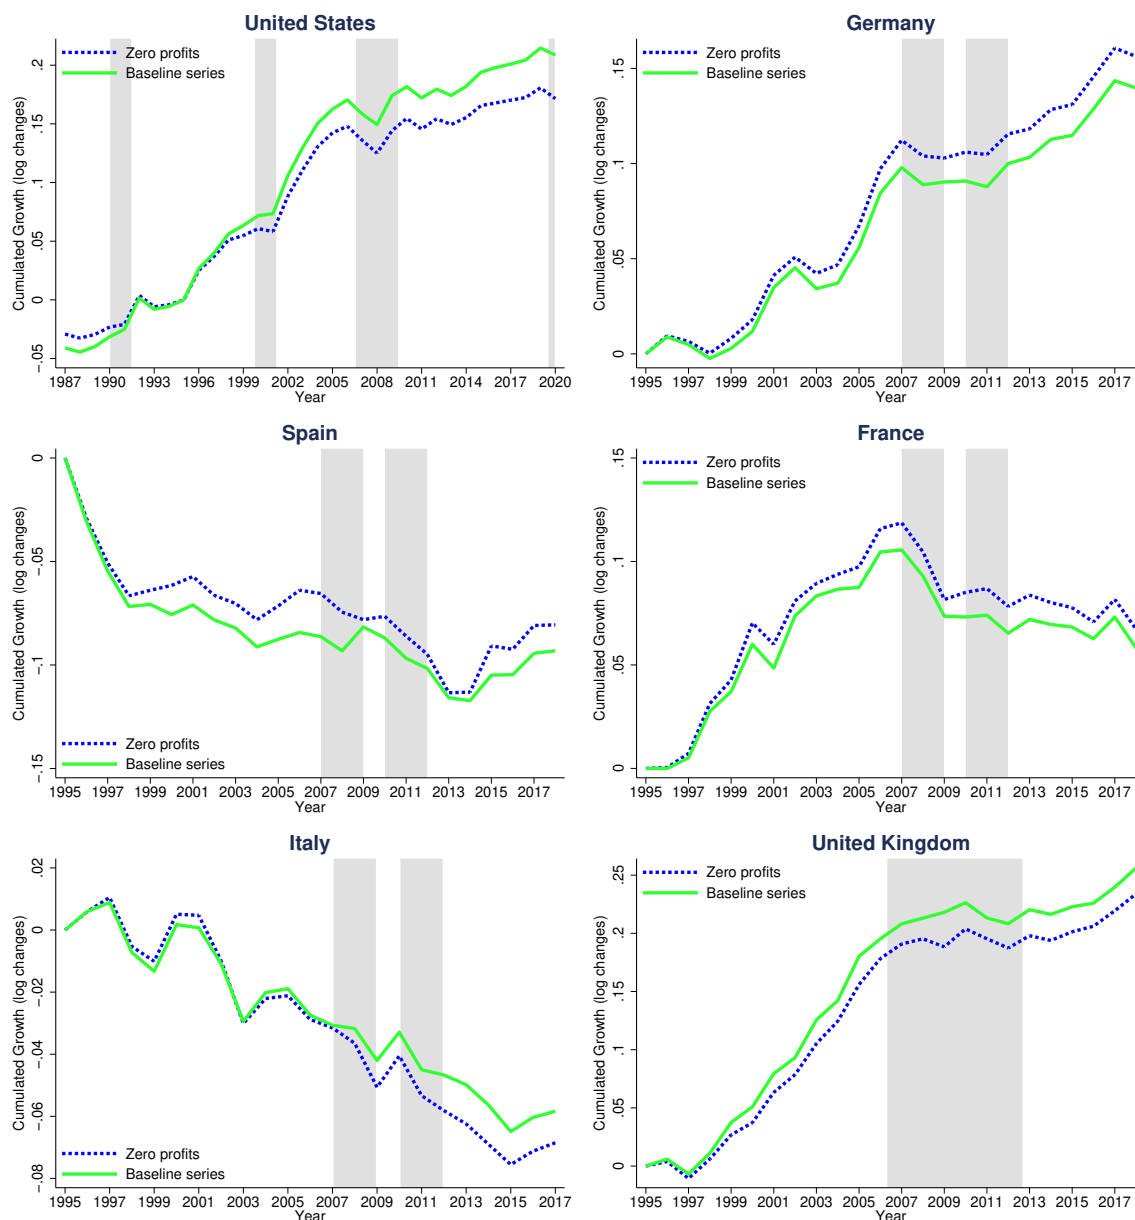 United States
Zero profits
Baseline series
Cumulated Growth (log changes)
.2
.15
.1
.05
0
-.05
1987 1990 1993 1996 1999 2002 2005 2008 2011 2014 2017 2020
Year
Germany
Zero profits
Baseline series
Cumulated Growth (log changes)
.15
.1
.05
0
1995 1997 1999 2001 2003 2005 2007 2009 2011 2013 2015 2017
Year
Spain
Cumulated Growth (log changes)
0
-.05
-.1
-.15
Zero profits
Baseline series
1995 1997 1999 2001 2003 2005 2007 2009 2011 2013 2015 2017
Year
France
Zero profits
Baseline series
Cumulated Growth (log changes)
.15
.1
.05
0
1995 1997 1999 2001 2003 2005 2007 2009 2011 2013 2015 2017
Year
Italy
Cumulated Growth (log changes)
.02
0
-.02
-.04
-.06
-.08
Zero profits
Baseline series
1995 1997 1999 2001 2003 2005 2007 2009 2011 2013 2015 2017
Year
United Kingdom
Zero profits
Baseline series
Cumulated Growth (log changes)
.25
.2
.15
.1
.05
0
1995 1997 1999 2001 2003 2005 2007 2009 2011 2013 2015 2017
Year